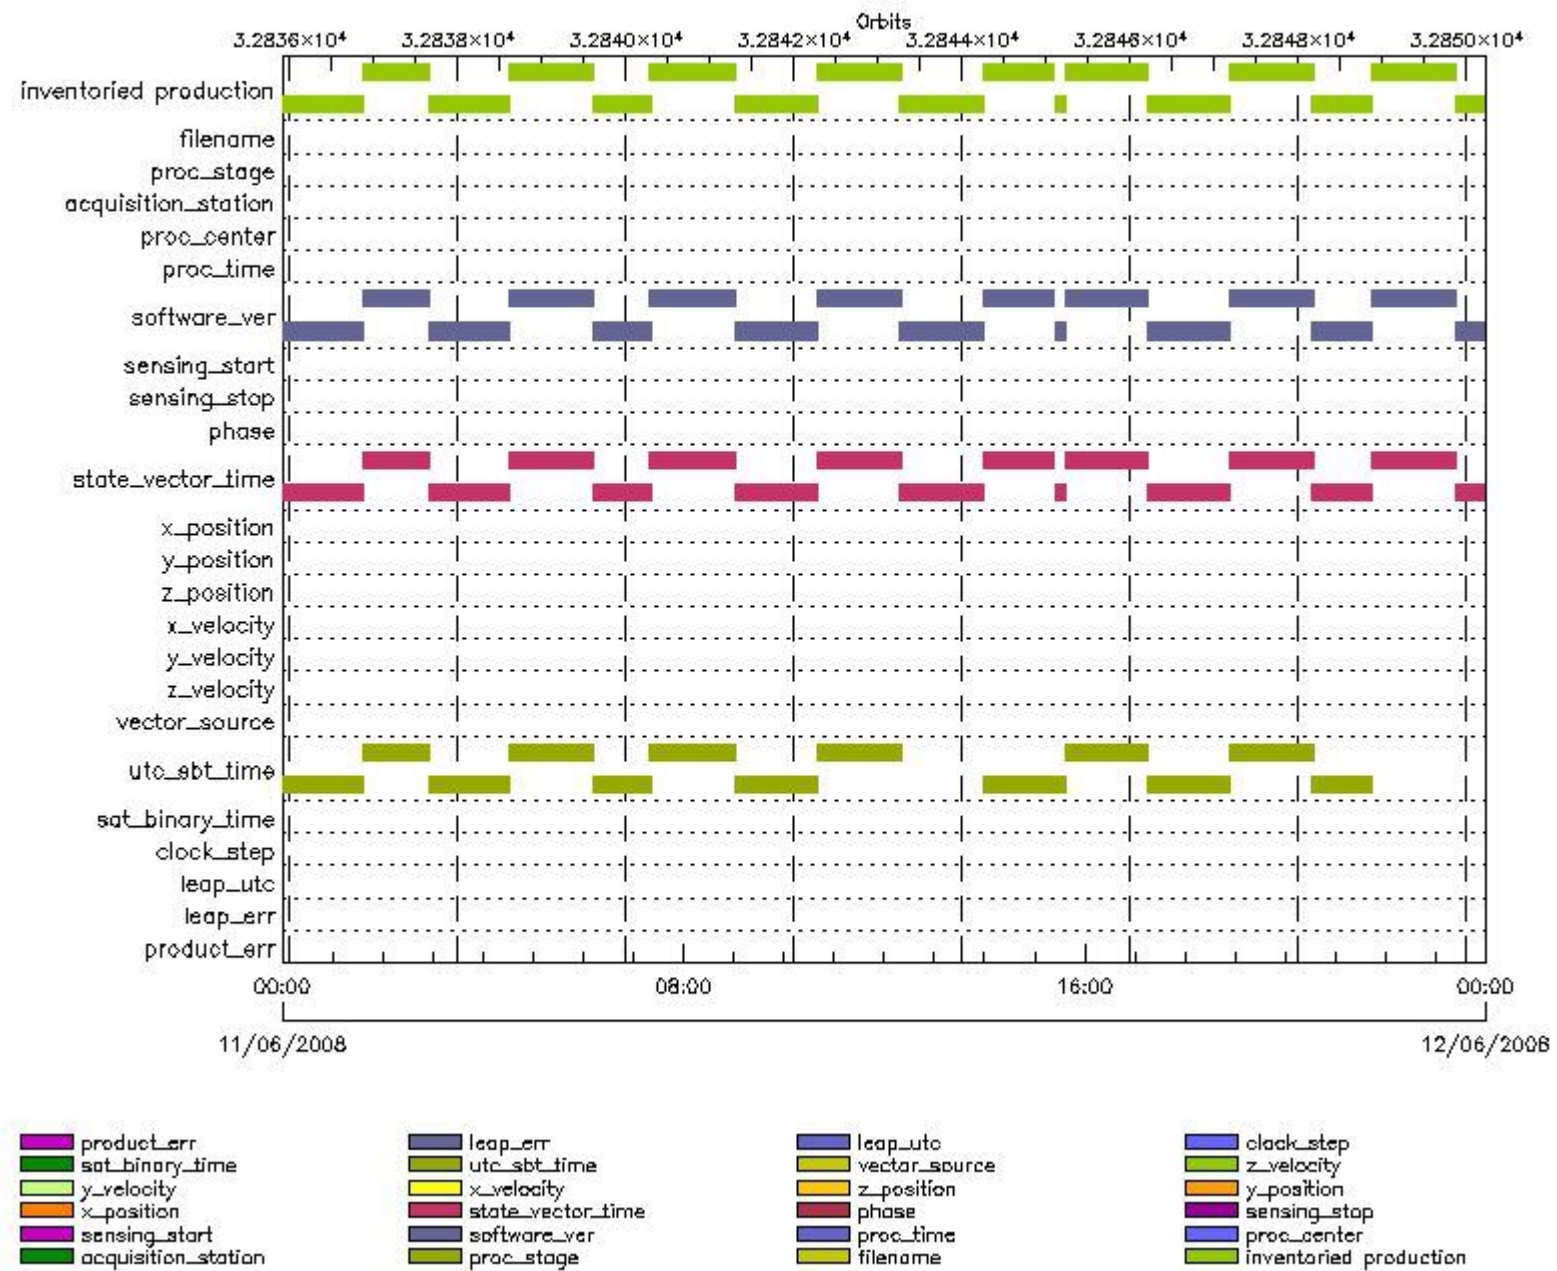 Orbits
3.2836×10⁴ 3.2838×10⁴ 3.2840×10⁴ 3.2842×10⁴ 3.2844×10⁴ 3.2846×10⁴ 3.2848×10⁴ 3.2850×10⁴
inventoried production
filename
proc_stage
acquisition_station
proc_center
proc_time
software_ver
sensing_start
sensing_stop
phase
state_vector_time
x_position
y_position
z_position
x_velocity
y_velocity
z_velocity
vector_source
utc_sbt_time
sat_binary_time
clock_step
leap_utc
leap_err
product_err
00:00 08:00 16:00 00:00
11/06/2008 12/06/2008
product_err leap_err leap_utc clock_step
sat_binary_time utc_sbt_time vector_source z_velocity
y_velocity x_velocity z_position y_position
x_position state_vector_time phase sensing_stop
sensing_start software_ver proc_time proc_center
acquisition_station proc_stage filename inventoried production